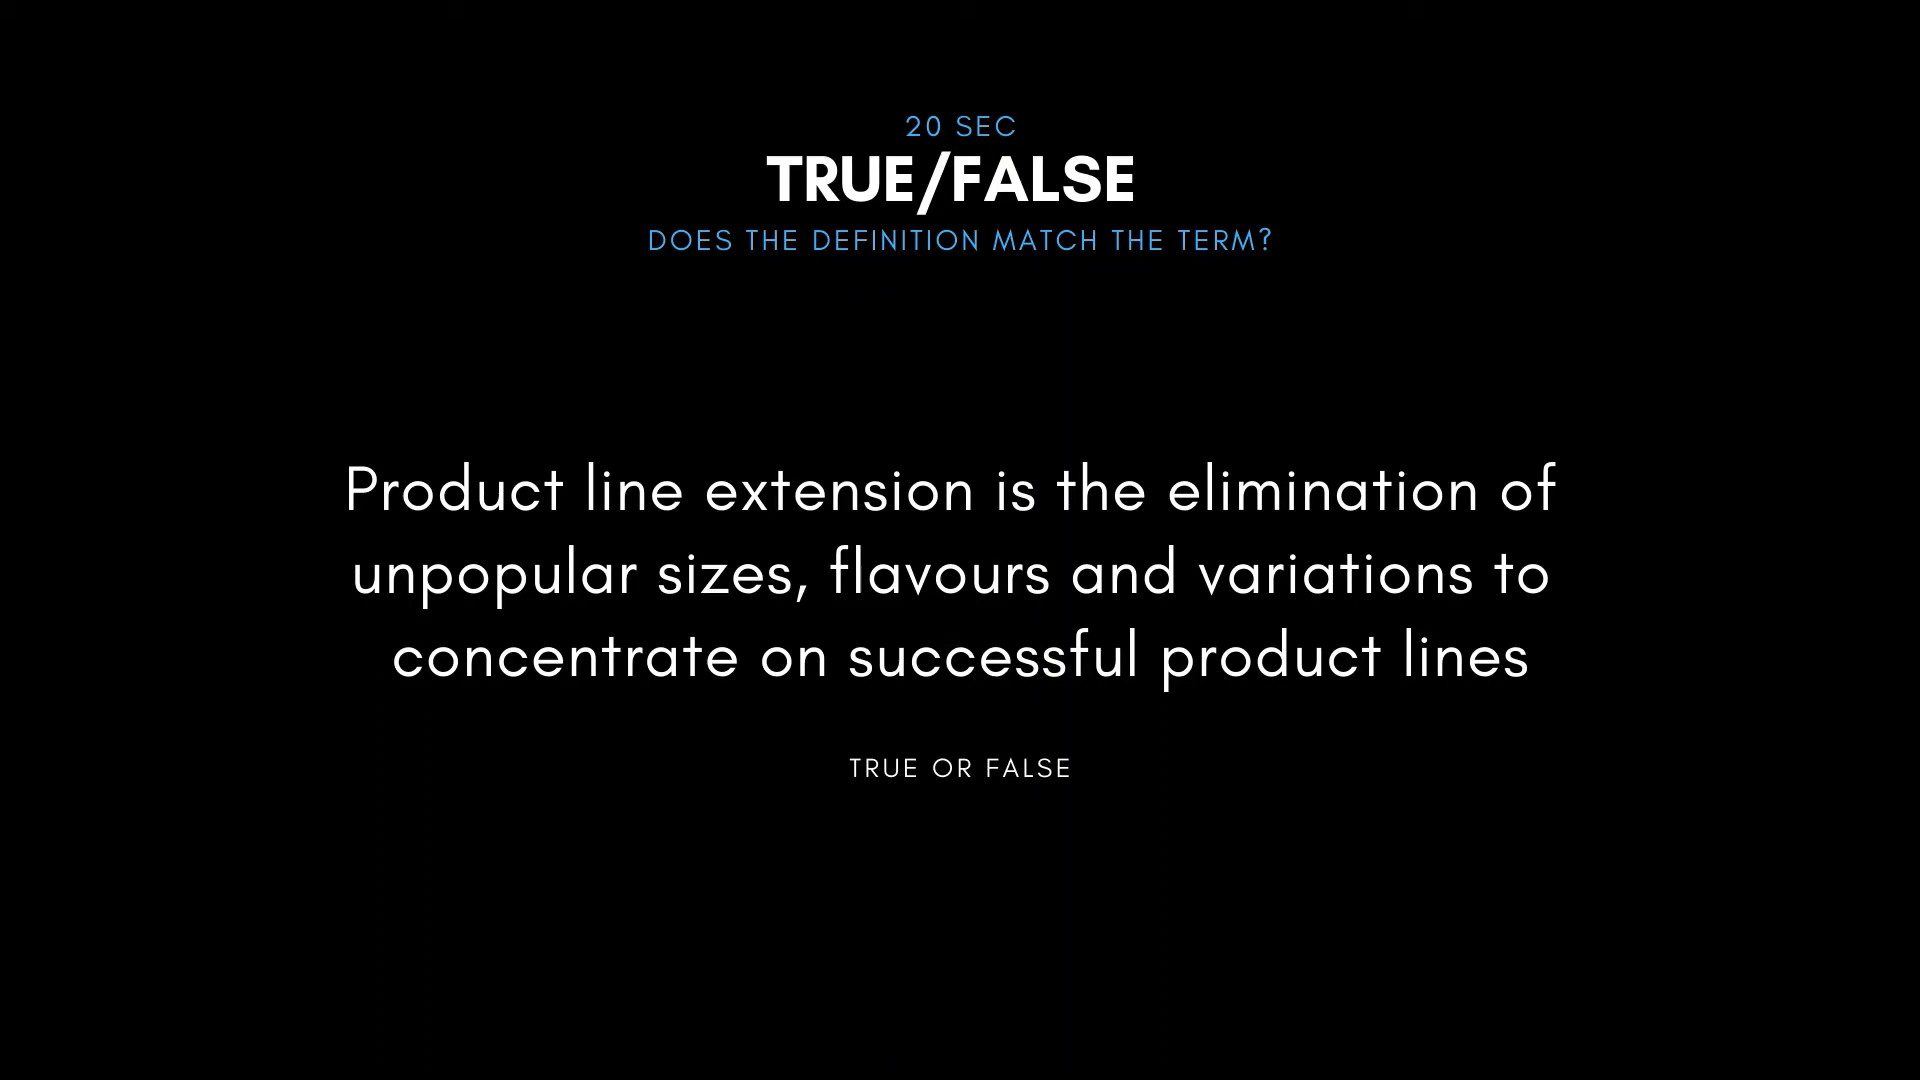 20 SEC
TRUE/FALSE
DOES THE DEFINITION MATCH THE TERM?
Product line extension is the elimination of
unpopular sizes, flavours and variations to
concentrate on successful product lines
TRUE OR FALSE